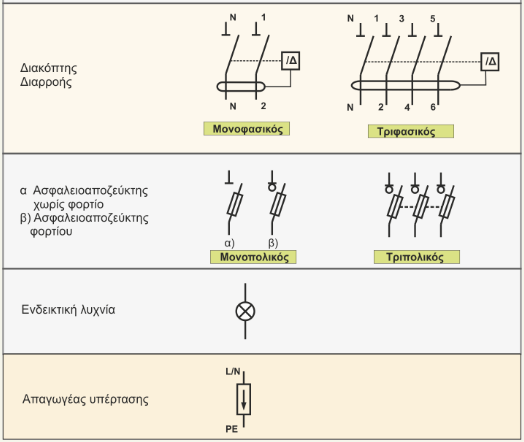 N 1 N 1 3 5
Διακόπτης
Διαρροής
/Δ /Δ
N 2 N 2 4 6
Μονοφασικός Τριφασικός
α Ασφαλειοαποζεύκτης
χωρίς φορτίο
β) Ασφαλειοαποζεύκτης
φορτίου
α) β)
Μονοπολικός Τριπολικός
Ενδεικτική λυχνία
L/N
Απαγωγέας υπέρτασης
PE